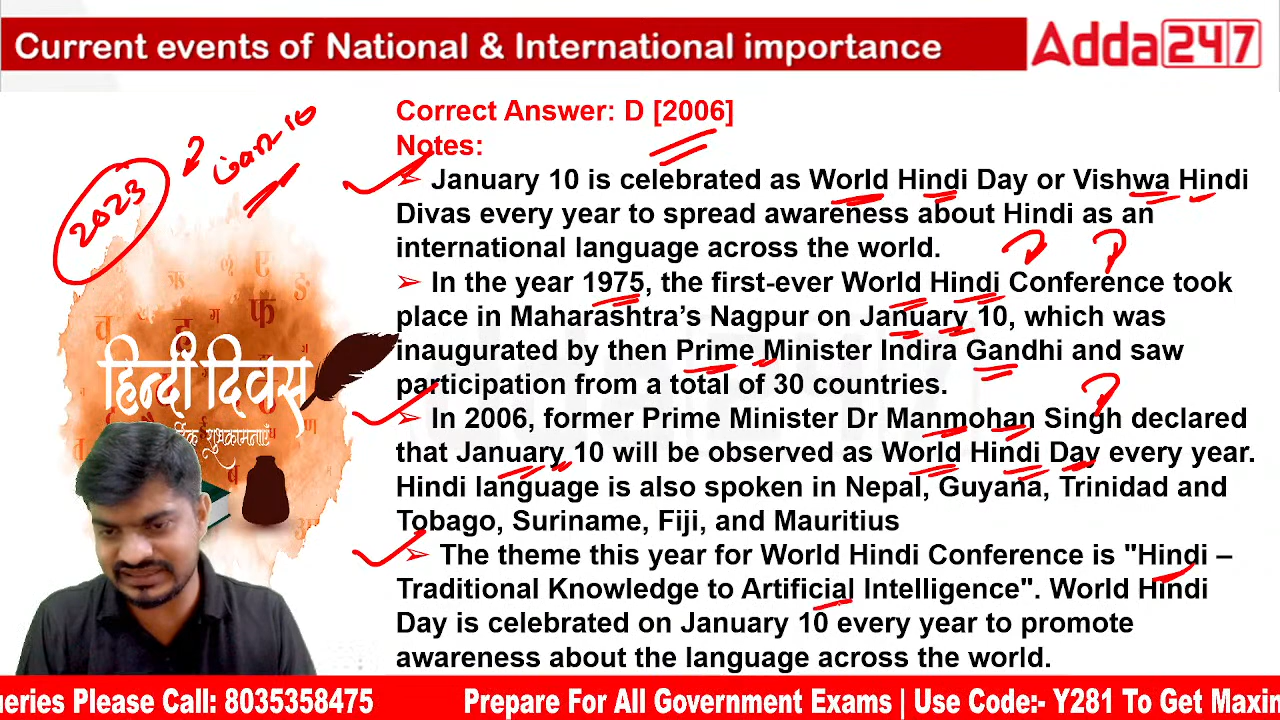 Current events of National & International importance
Adda247
Correct Answer: D [2006]
Notes:
2023
Jan-10
➢ January 10 is celebrated as World Hindi Day or Vishwa Hindi
Divas every year to spread awareness about Hindi as an
international language across the world.
➢ In the year 1975, the first-ever World Hindi Conference took
place in Maharashtra’s Nagpur on January 10, which was
inaugurated by then Prime Minister Indira Gandhi and saw
participation from a total of 30 countries.
➢ In 2006, former Prime Minister Dr Manmohan Singh declared
that January 10 will be observed as World Hindi Day every year.
Hindi language is also spoken in Nepal, Guyana, Trinidad and
Tobago, Suriname, Fiji, and Mauritius
➢ The theme this year for World Hindi Conference is "Hindi –
Traditional Knowledge to Artificial Intelligence". World Hindi
Day is celebrated on January 10 every year to promote
awareness about the language across the world.
हिन्दी दिवस
शुभकामनाएँ
ueries Please Call: 8035358475
Prepare For All Government Exams | Use Code:- Y281 To Get Maxin